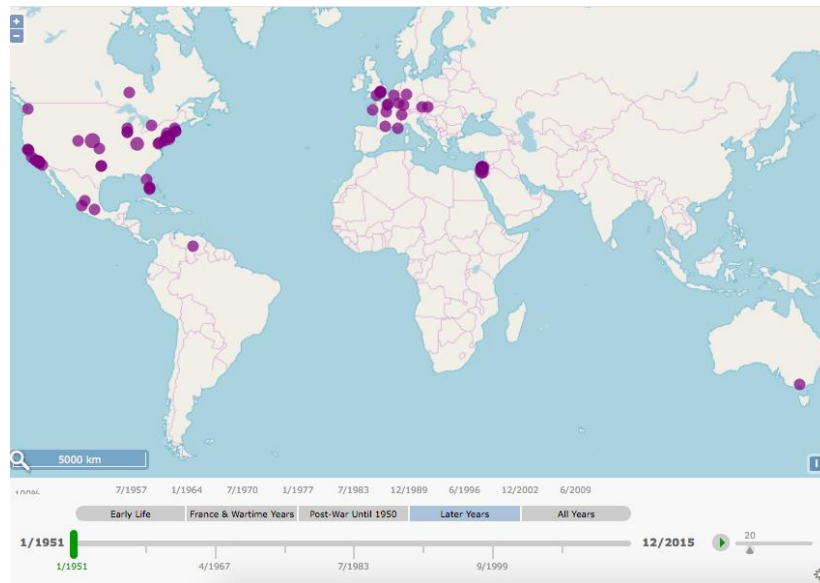 +
−
5000 km
I
100%
7/1957 1/1964 7/1970 1/1977 7/1983 12/1989 6/1996 12/2002 6/2009
Early Life France & Wartime Years Post-War Until 1950 Later Years All Years
1/1951 12/2015 20
1/1951 4/1967 7/1983 9/1999